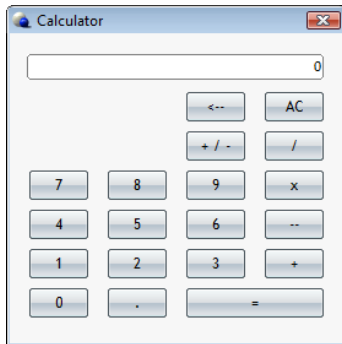 Calculator
0
<-- AC
+ / - /
7 8 9 x
4 5 6 --
1 2 3 +
0 . =